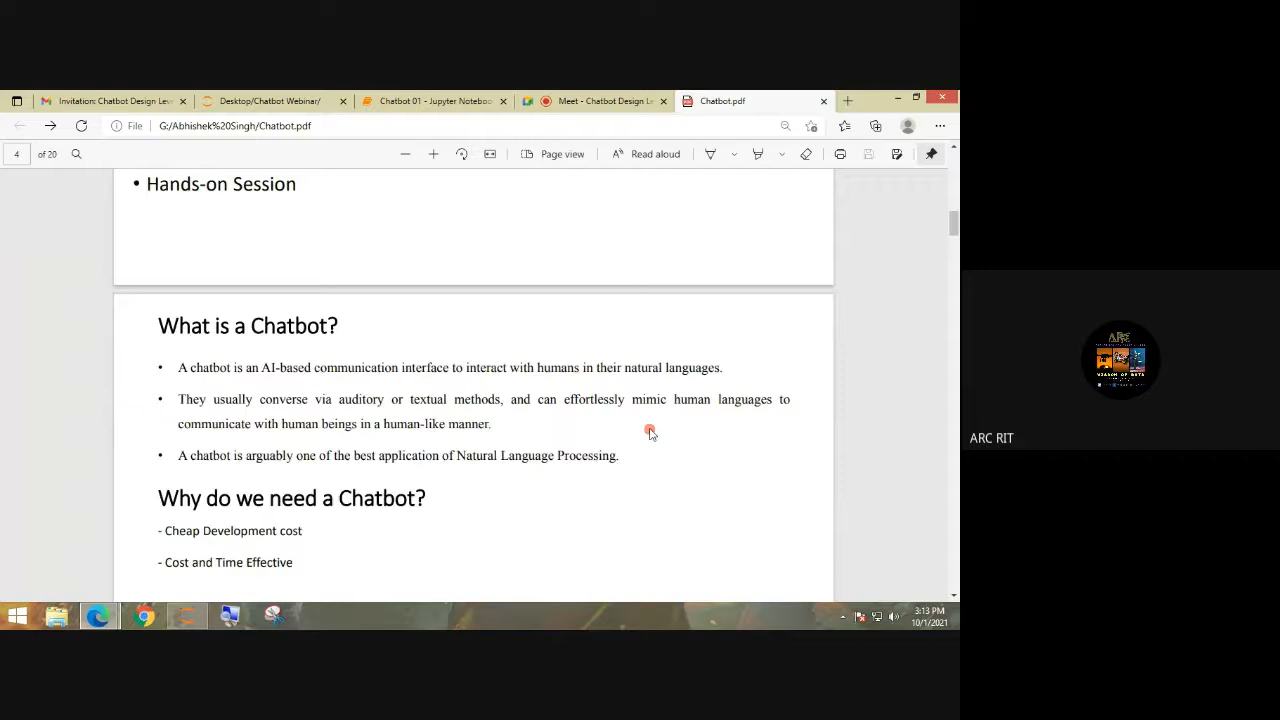 Invitation: Chatbot Design Lev
Desktop/Chatbot Webinar/
Chatbot 01 - Jupyter Noteboo
Meet - Chatbot Design Le
Chatbot.pdf
File
G:/Abhishek%20Singh/Chatbot.pdf
4 of 20
Page view
Read aloud
• Hands-on Session
What is a Chatbot?
• A chatbot is an AI-based communication interface to interact with humans in their natural languages.
• They usually converse via auditory or textual methods, and can effortlessly mimic human languages to
communicate with human beings in a human-like manner.
• A chatbot is arguably one of the best application of Natural Language Processing.
Why do we need a Chatbot?
- Cheap Development cost
- Cost and Time Effective
ARC RIT
3:13 PM
10/1/2021